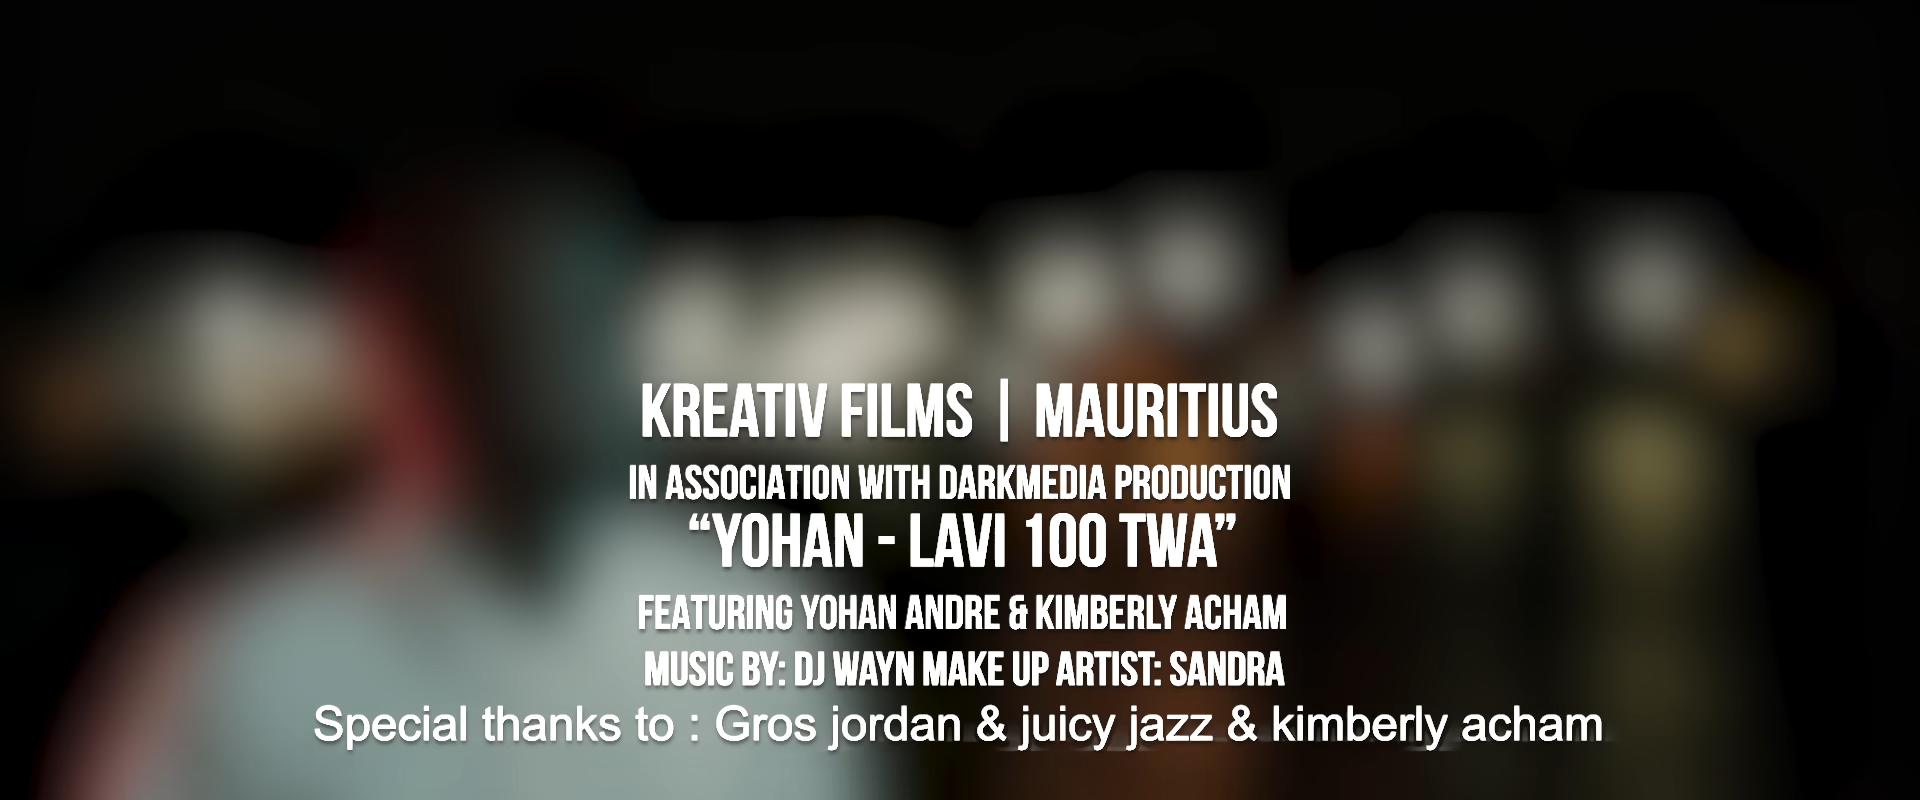 KREATIV FILMS | MAURITIUS
IN ASSOCIATION WITH DARKMEDIA PRODUCTION
“YOHAN - LAVI 100 TWA”
FEATURING YOHAN ANDRE & KIMBERLY ACHAM
MUSIC BY: DJ WAYN MAKE UP ARTIST: SANDRA
Special thanks to : Gros jordan & juicy jazz & kimberly acham